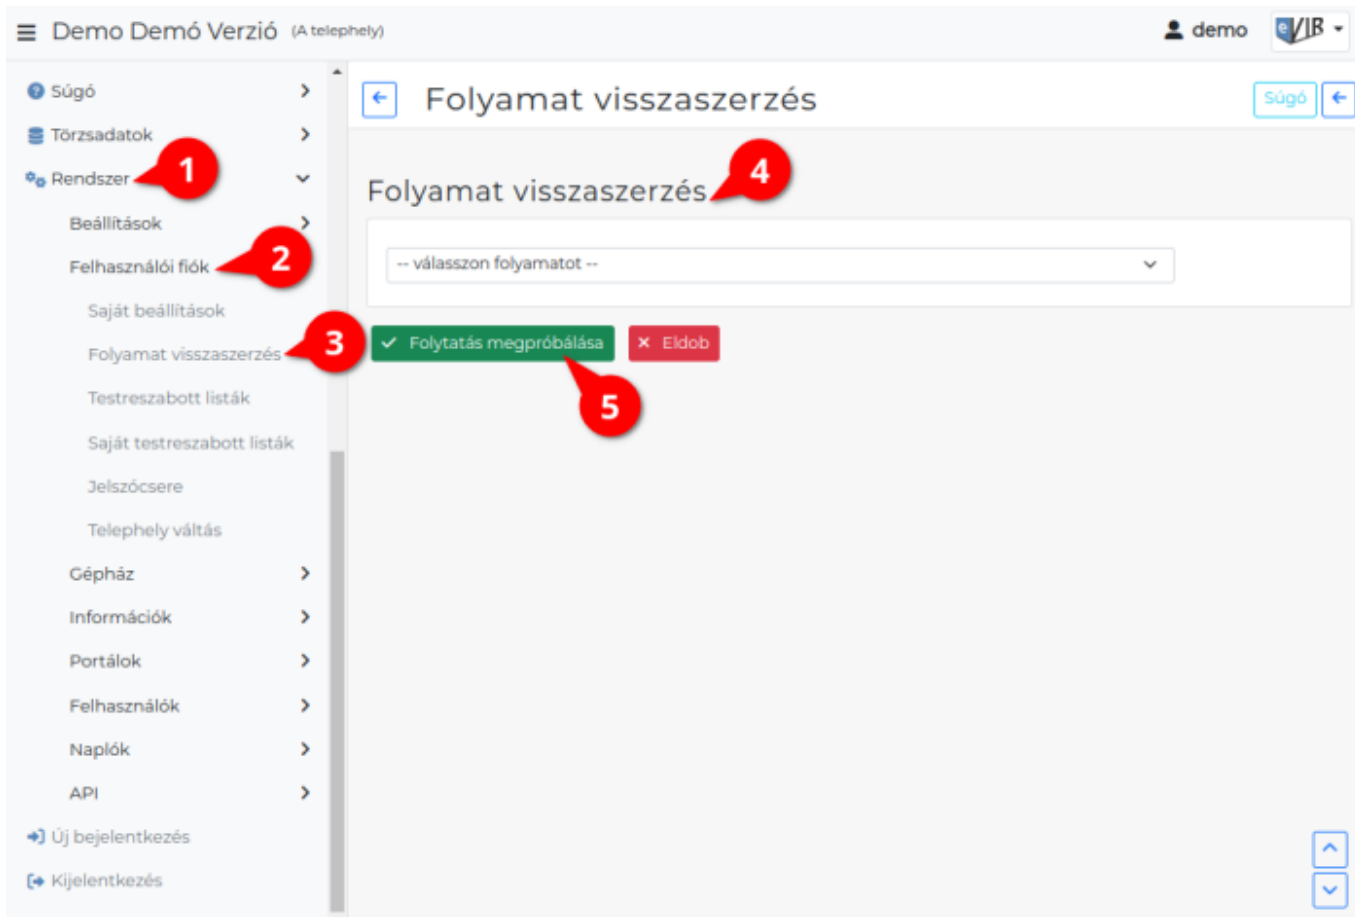 Demo Demó Verzió (A telephely)
demo
eVIR
Súgó
Törzsadatok
Rendszer
1
Beállítások
Felhasználói fiók
2
Saját beállítások
Folyamat visszaszerzés
3
Testreszabott listák
Saját testreszabott listák
Jelszócsere
Telephely váltás
Gépház
Információk
Portálok
Felhasználók
Naplók
API
Új bejelentkezés
Kijelentkezés
Folyamat visszaszerzés
Súgó
Folyamat visszaszerzés
4
-- válasszon folyamatot --
Folytatás megpróbálása
Eldob
5